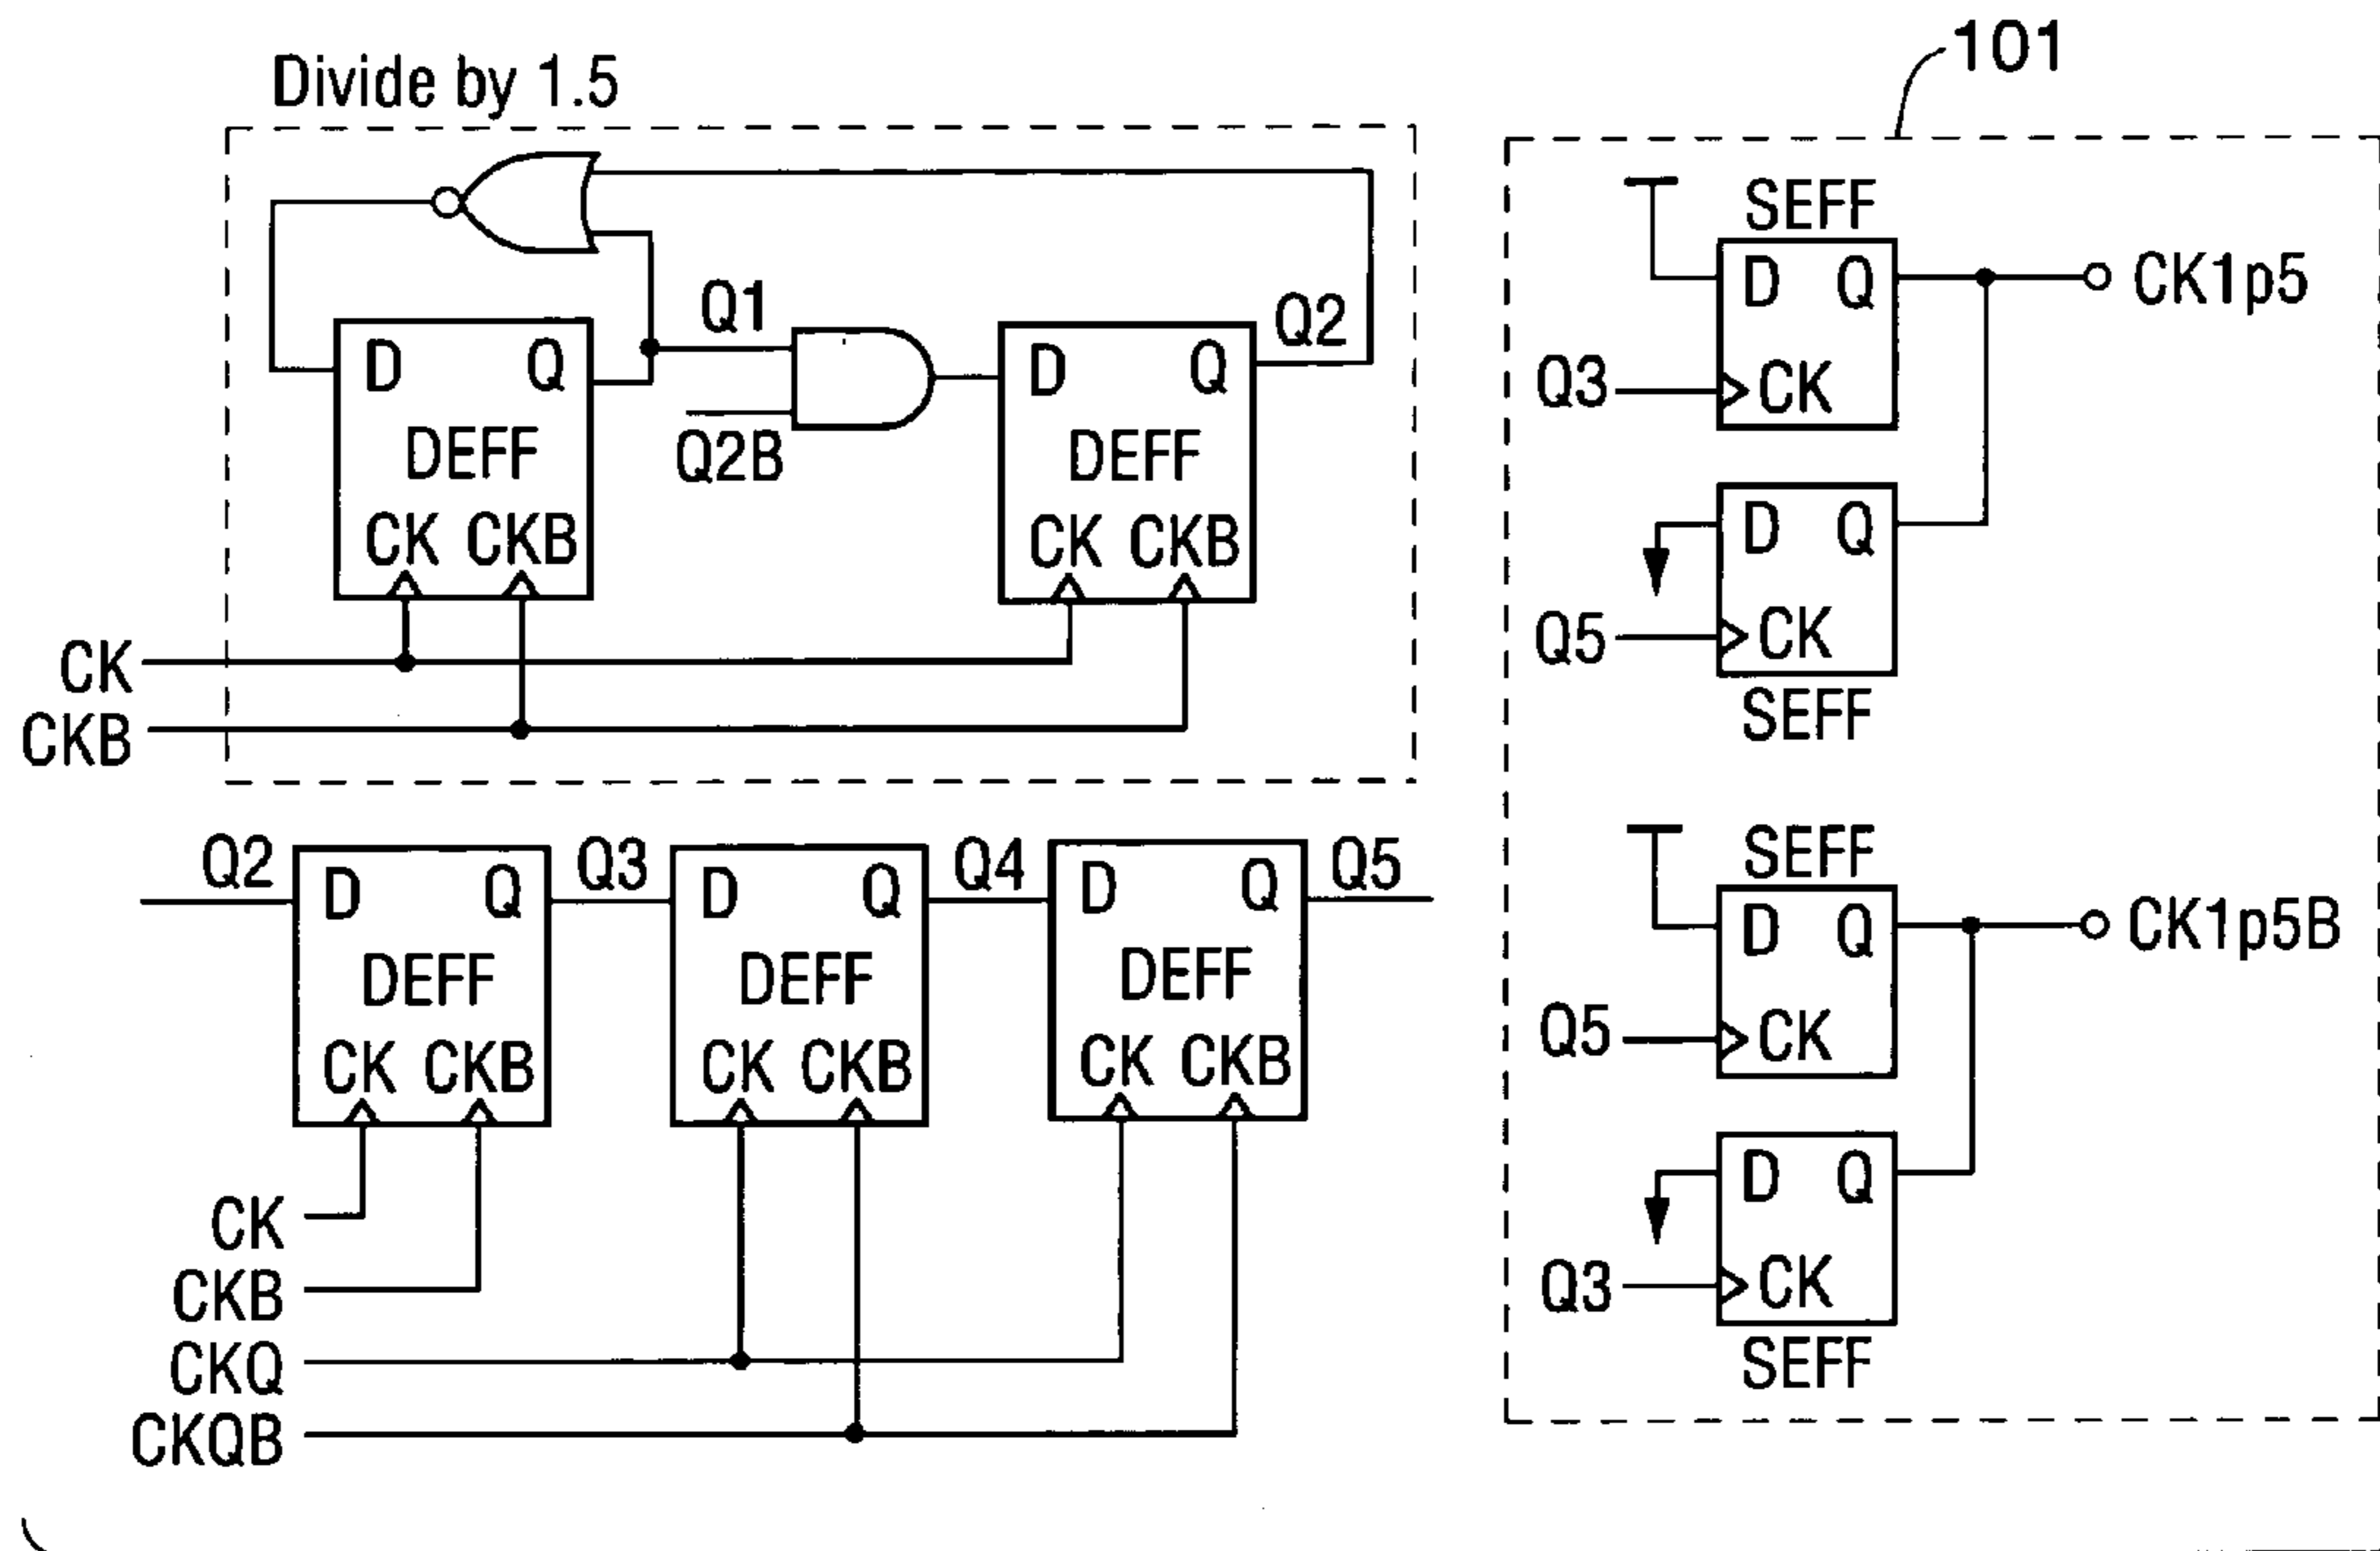 Divide by 1.5
101
Q1
Q2
Q2B
D Q
DEFF
CK CKB
D Q
DEFF
CK CKB
CK
CKB
Q2
D Q
DEFF
CK CKB
Q3
D Q
DEFF
CK CKB
Q4
D Q
DEFF
CK CKB
Q5
CK
CKB
CKQ
CKQB
SEFF
D Q
CK
Q3
CK1p5
D Q
CK
Q5
SEFF
SEFF
D Q
CK
Q5
CK1p5B
D Q
CK
Q3
SEFF